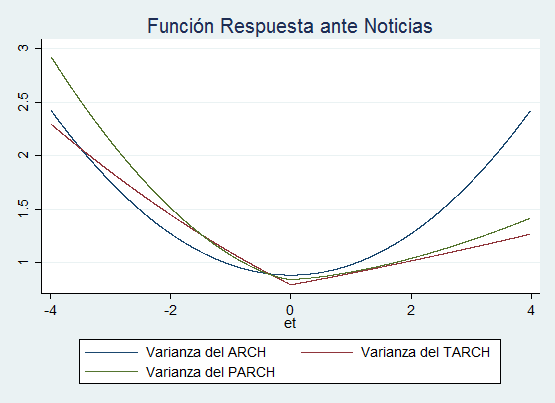 Función Respuesta ante Noticias
3
2.5
2
1.5
1
-4 -2 0 2 4
et
Varianza del ARCH Varianza del TARCH
Varianza del PARCH